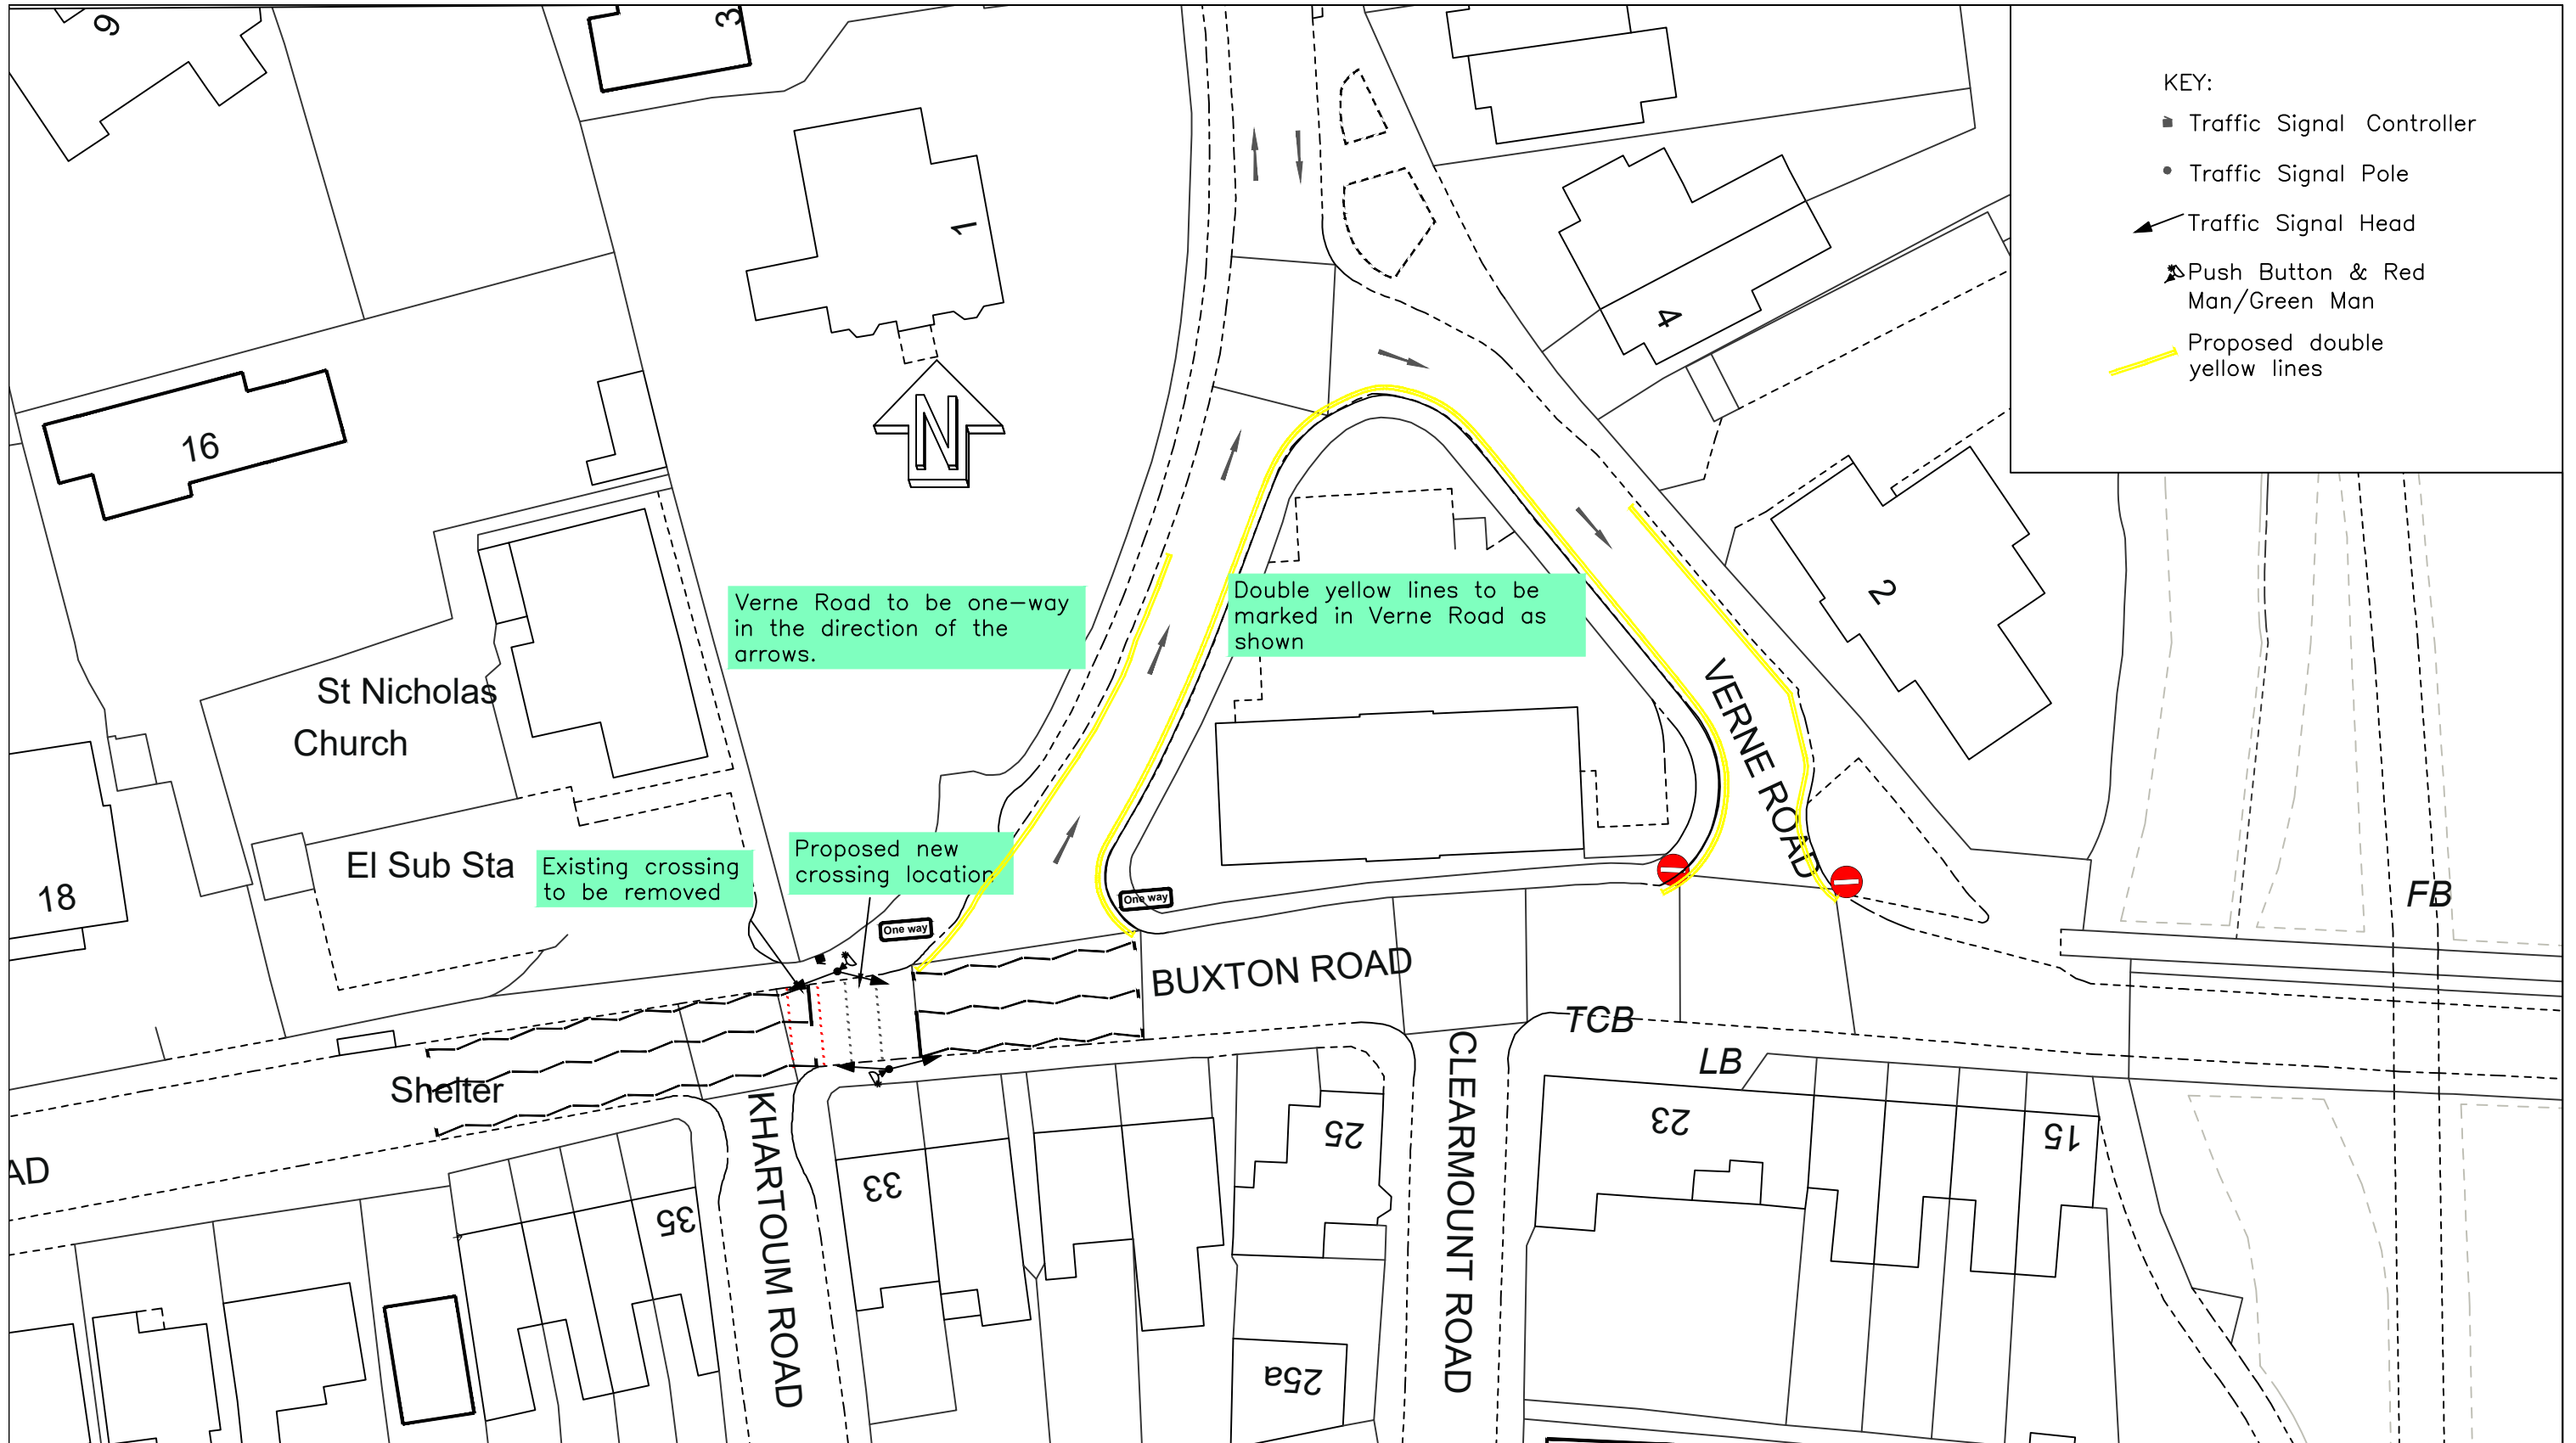 9
3
KEY:
Traffic Signal Controller
Traffic Signal Pole
Traffic Signal Head
Push Button & Red
Man/Green Man
Proposed double
yellow lines
1
4
N
16
2
Verne Road to be one-way
in the direction of the
arrows.
Double yellow lines to be
marked in Verne Road as
shown
St Nicholas
Church
VERNE ROAD
Existing crossing
to be removed
Proposed new
crossing location
El Sub Sta
18
One way
One way
FB
BUXTON ROAD
TCB
LB
Shelter
AD
KHARTOUM ROAD
CLEARMOUNT ROAD
35
33
25
23
15
25a